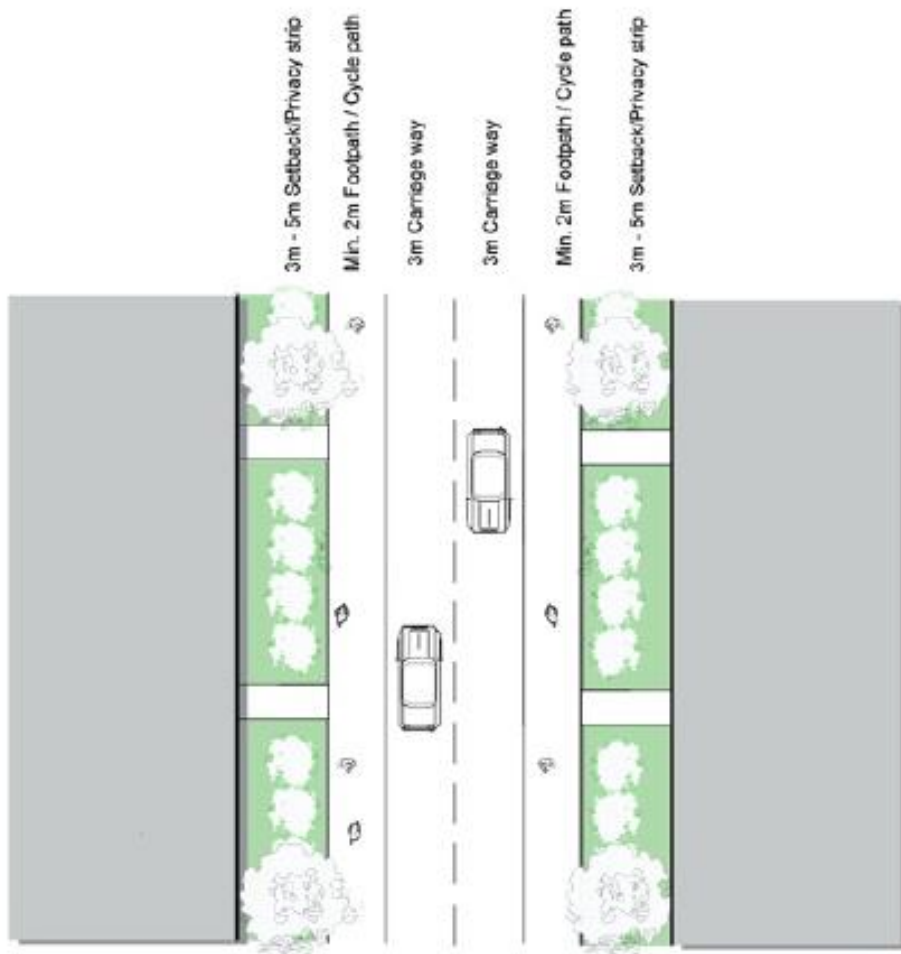 3m - 5m Setback/Privacy strip
Min. 2m Footpath / Cycle path
3m Carriage way
3m Carriage way
Min. 2m Footpath / Cycle path
3m - 5m Setback/Privacy strip